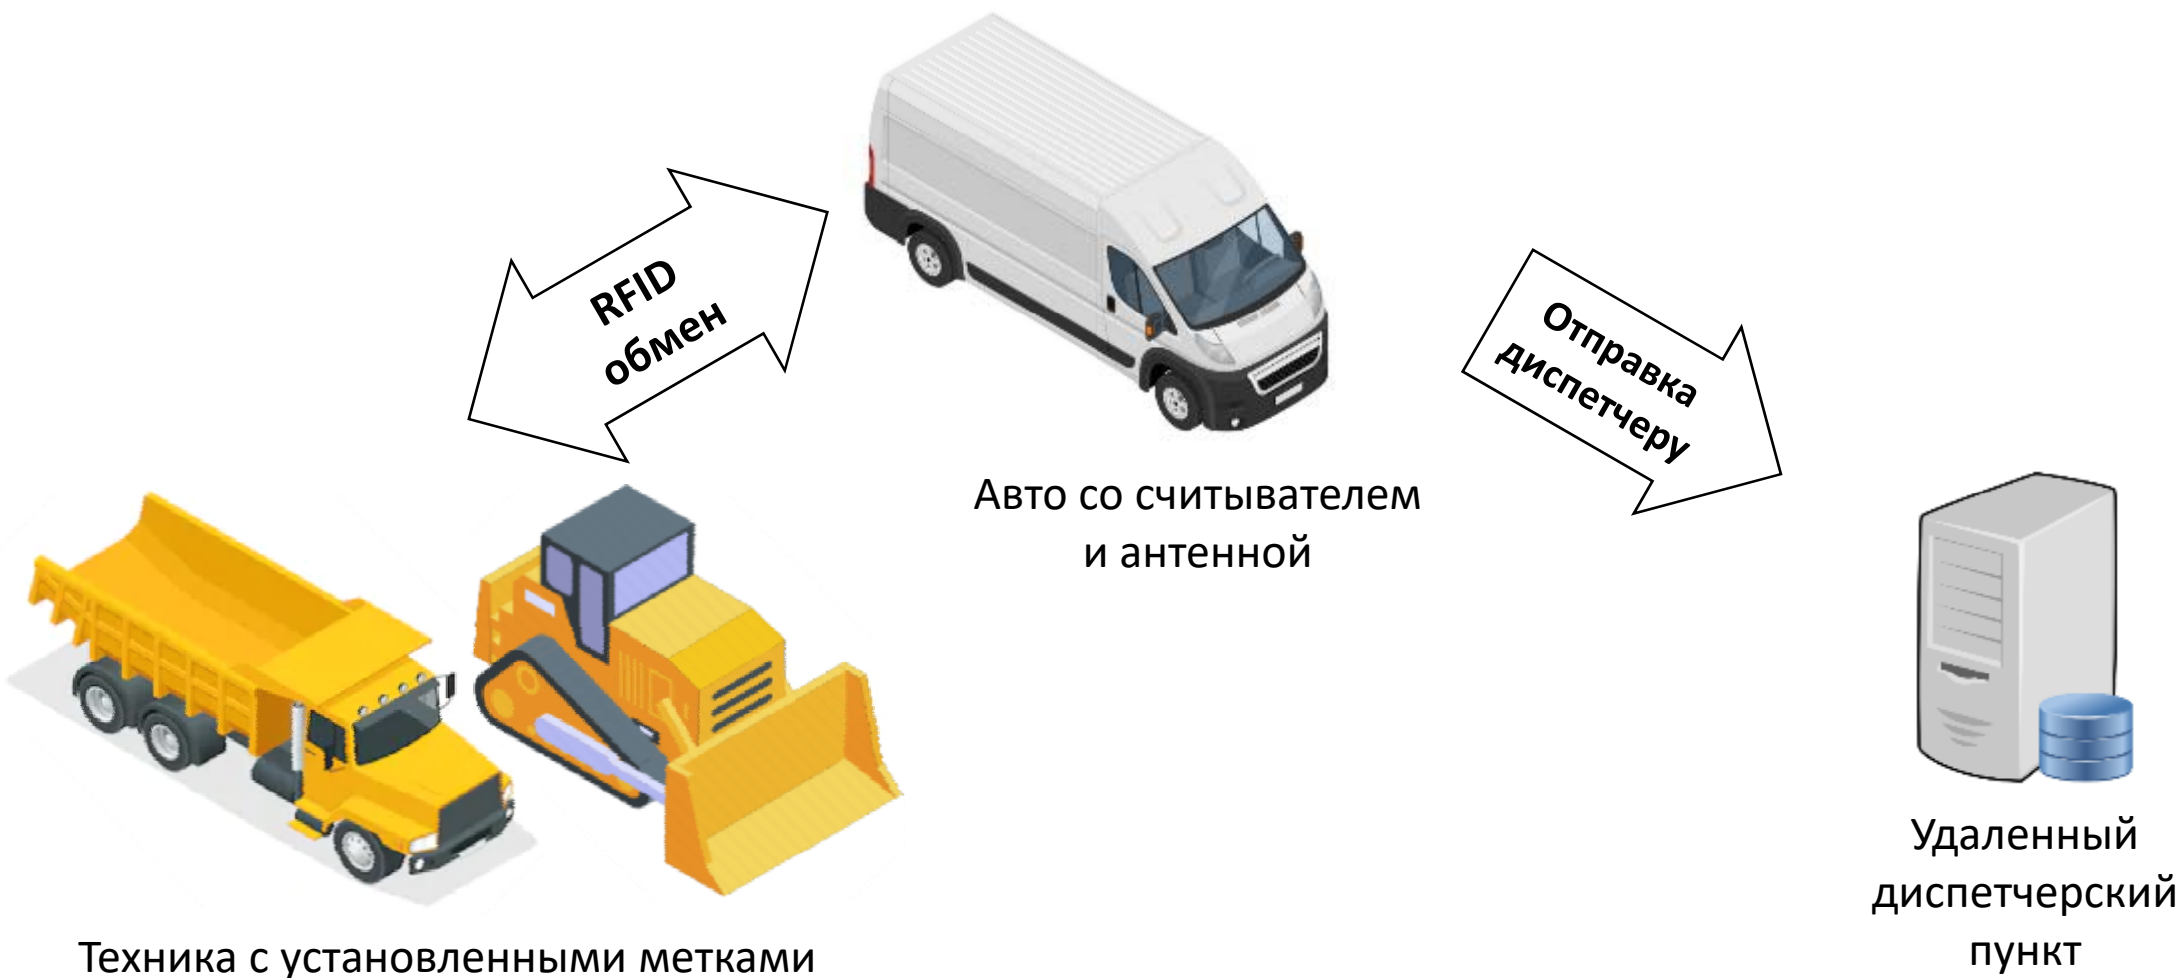 RFID
обмен
Отправка
диспетчеру
Авто со считывателем
и антенной
Техника с установленными метками
Удаленный
диспетчерский
пункт